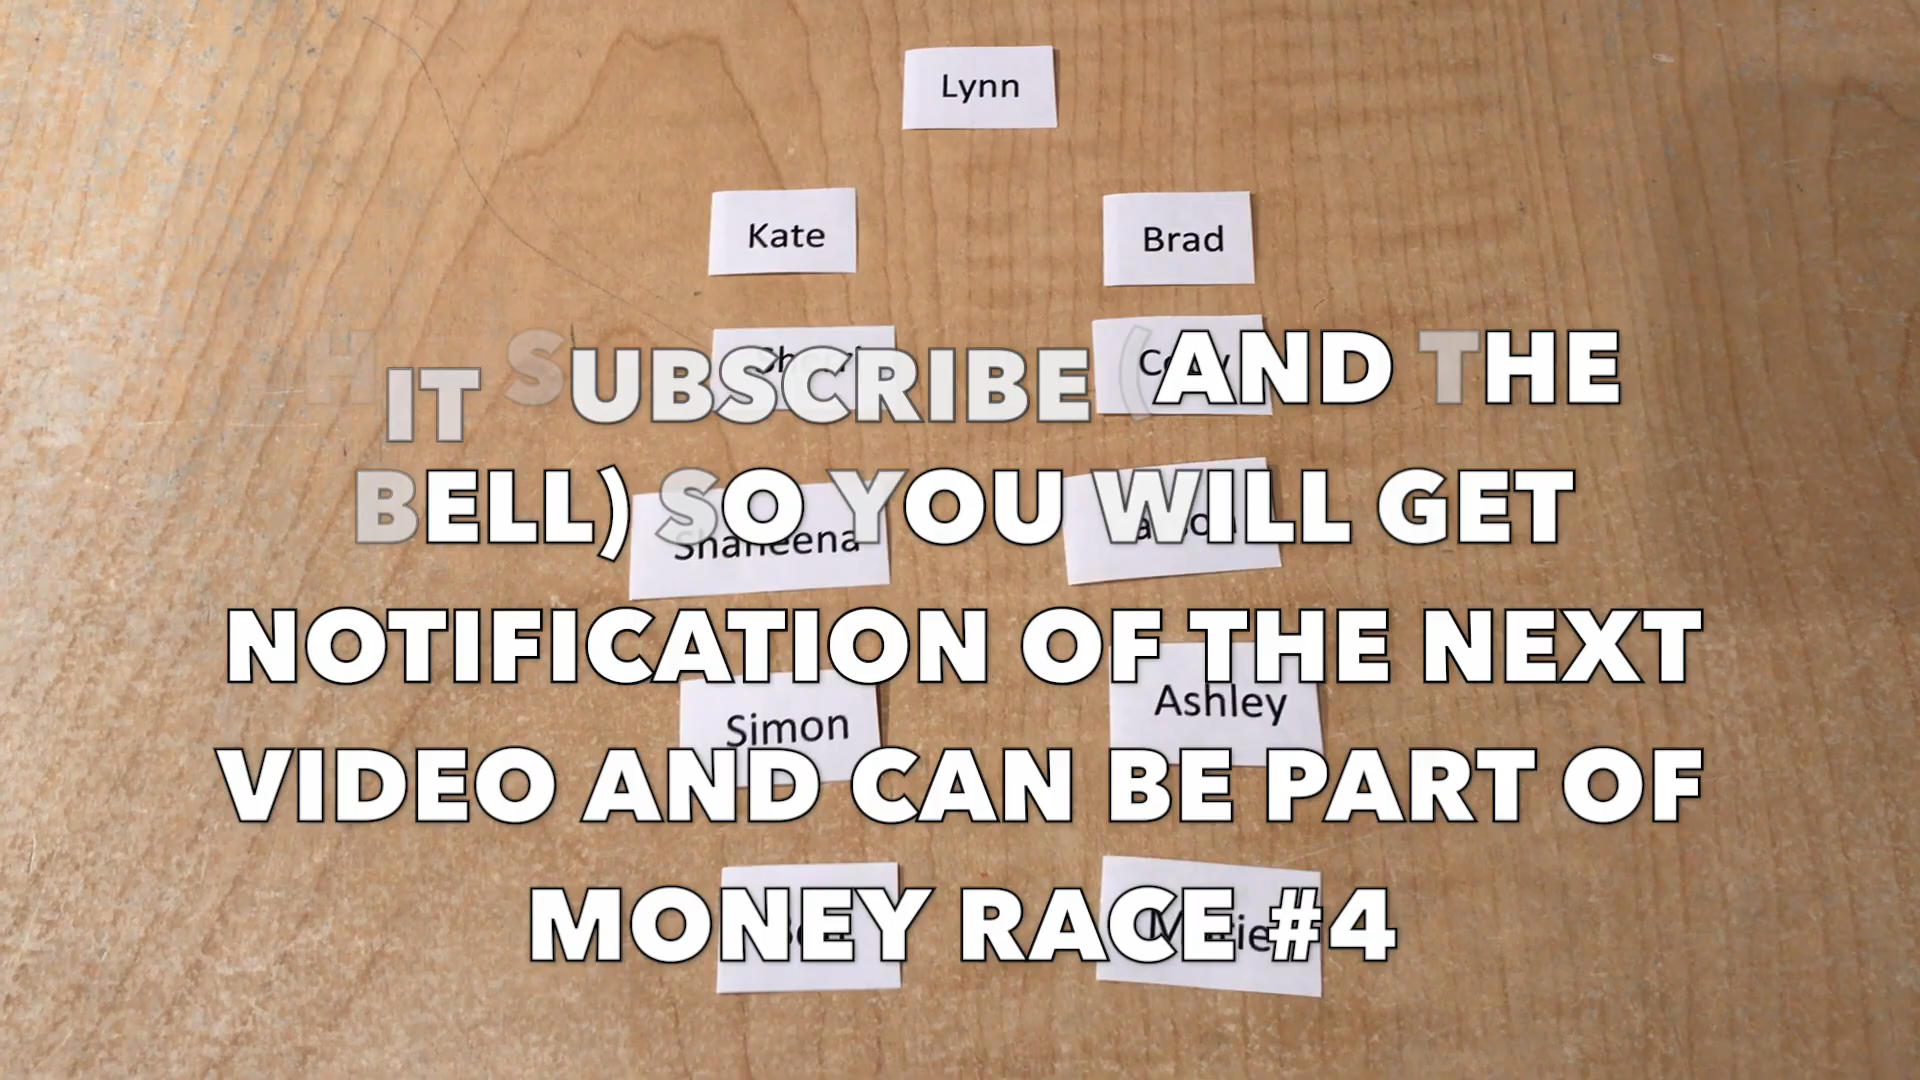 Lynn
Kate
Brad
HIT SUBSCRIBE (AND THE
BELL) SO YOU WILL GET
NOTIFICATION OF THE NEXT
Simon
Ashley
VIDEO AND CAN BE PART OF
MONEY RACE #4